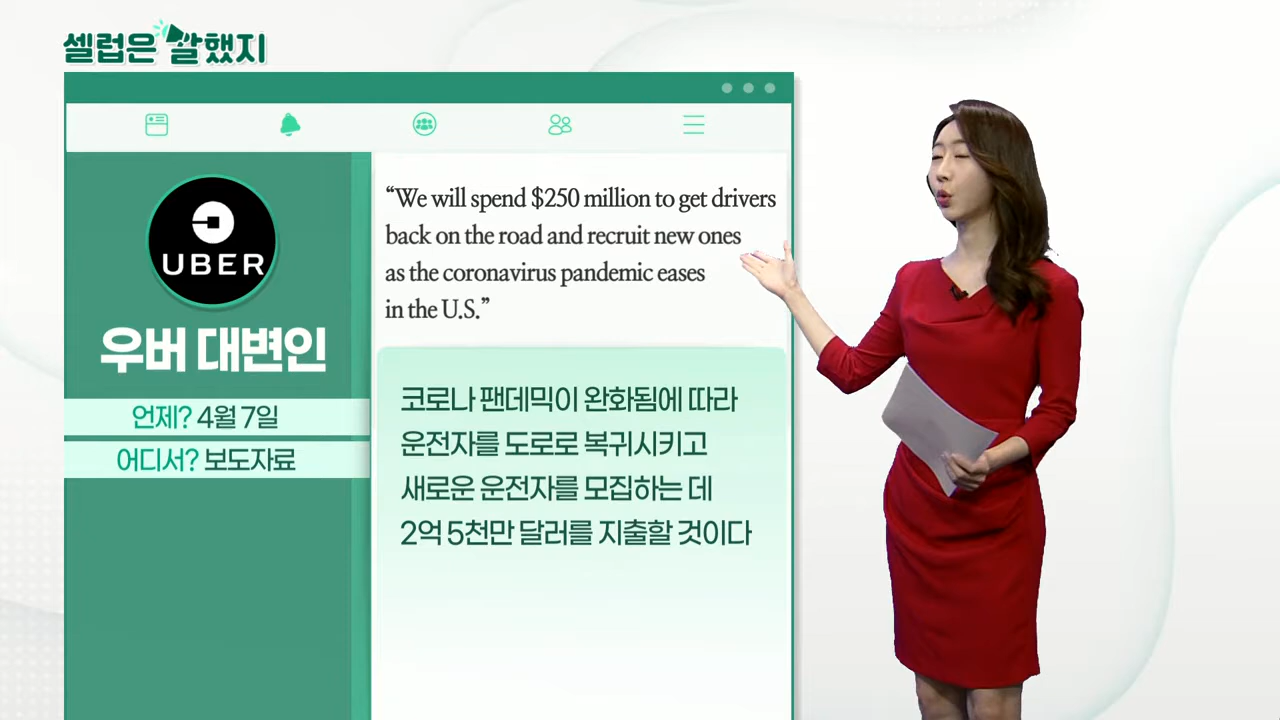 셀럽은 말했지
UBER
우버 대변인
언제? 4월 7일
어디서? 보도자료
“We will spend $250 million to get drivers
back on the road and recruit new ones
as the coronavirus pandemic eases
in the U.S.”
코로나 팬데믹이 완화됨에 따라
운전자를 도로로 복귀시키고
새로운 운전자를 모집하는 데
2억 5천만 달러를 지출할 것이다